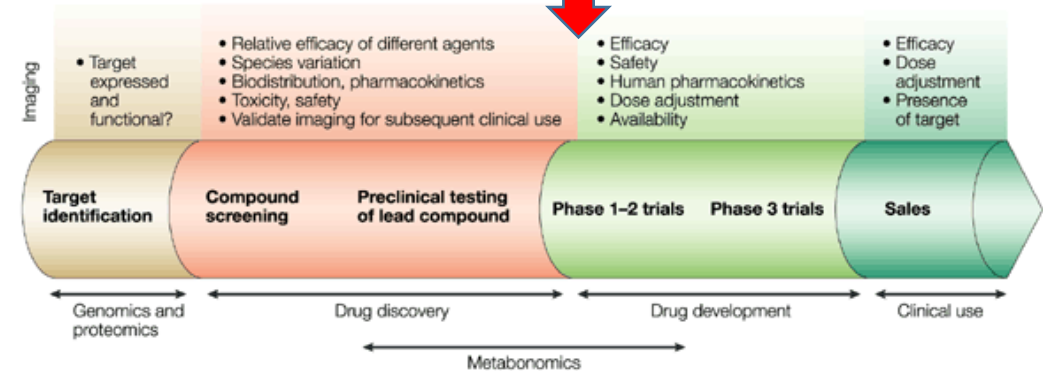 Imaging
• Target
expressed
and
functional?
• Relative efficacy of different agents
• Species variation
• Biodistribution, pharmacokinetics
• Toxicity, safety
• Validate imaging for subsequent clinical use
• Efficacy
• Safety
• Human pharmacokinetics
• Dose adjustment
• Availability
• Efficacy
• Dose
adjustment
• Presence
of target
Target
identification
Compound
screening
Preclinical testing
of lead compound
Phase 1–2 trials
Phase 3 trials
Sales
Genomics and
proteomics
Drug discovery
Drug development
Clinical use
Metabonomics